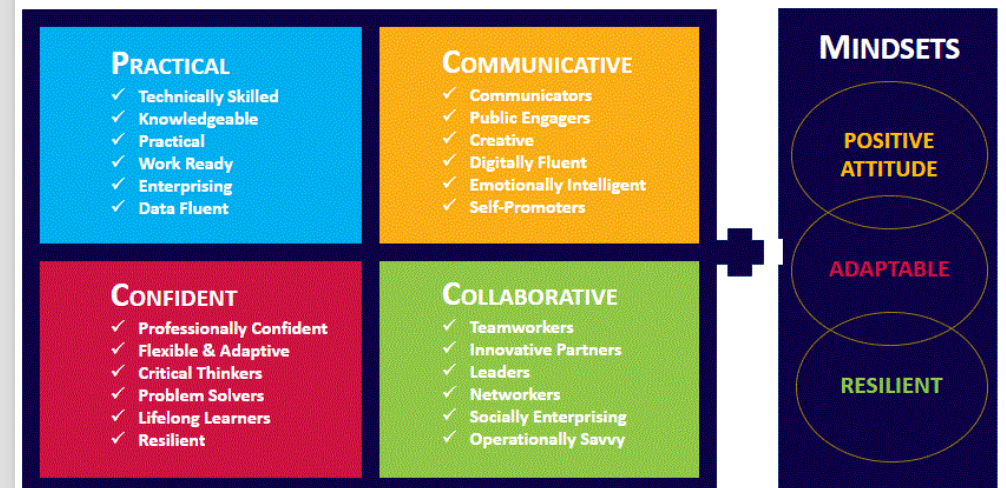 PRACTICAL
✓ Technically Skilled
✓ Knowledgeable
✓ Practical
✓ Work Ready
✓ Enterprising
✓ Data Fluent
COMMUNICATIVE
✓ Communicators
✓ Public Engagers
✓ Creative
✓ Digitally Fluent
✓ Emotionally Intelligent
✓ Self-Promoters
CONFIDENT
✓ Professionally Confident
✓ Flexible & Adaptive
✓ Critical Thinkers
✓ Problem Solvers
✓ Lifelong Learners
✓ Resilient
COLLABORATIVE
✓ Teamworkers
✓ Innovative Partners
✓ Leaders
✓ Networkers
✓ Socially Enterprising
✓ Operationally Savvy
MINDSETS
POSITIVE
ATTITUDE
ADAPTABLE
RESILIENT